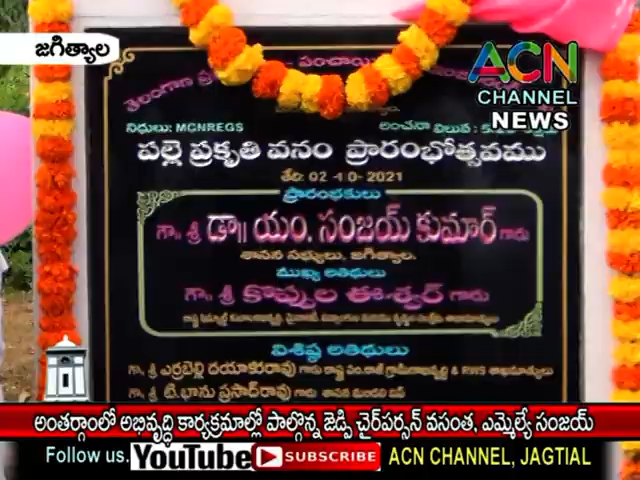 జగిత్యాల
ACN
CHANNEL
NEWS
తెలంగాణ
నిధులు: MGNREGS
అంచనా విలువ :
పల్లె ప్రకృతి వనం ప్రారంభోత్సవము
తేది: 02-10-2021
ప్రారంభకులు
గౌ॥ శ్రీ డా॥ యం. సంజయ్ కుమార్ గారు
శాసన సభ్యులు, జగిత్యాల.
ముఖ్య అతిథులు
గౌ॥ శ్రీ కొప్పుల ఈశ్వర్ గారు
విశిష్ట అతిథులు
గౌ, శ్రీ ఎర్రబెల్లి దయాకరరావు గారు
గౌ, శ్రీ టి.భాను ప్రసాద్‌రావు గారు
అంతర్గాంలో అభివృద్ధి కార్యక్రమాల్లో పాల్గొన్న జెడ్పి చైర్‌పర్సన్ వసంత, ఎమ్మెల్యే సంజయ్
Follow us. YouTube SUBSCRIBE ACN CHANNEL, JAGTIAL